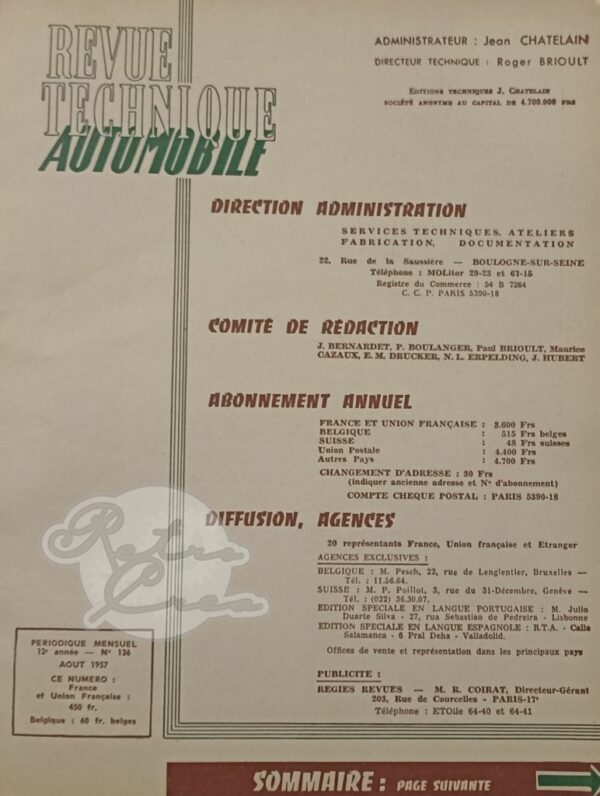 REVUE
TECHNIQUE
AUTOMOBILE
ADMINISTRATEUR : Jean CHATELAIN
DIRECTEUR TECHNIQUE : Roger BRIOULT
EDITIONS TECHNIQUES J. CHATELAIN
SOCIÉTÉ ANONYME AU CAPITAL DE 4.700.000 FRS
DIRECTION ADMINISTRATION
SERVICES TECHNIQUES, ATELIERS
FABRICATION, DOCUMENTATION
22, Rue de la Saussière — BOULOGNE-SUR-SEINE
Téléphone : MOLitor 29-23 et 67-15
Registre du Commerce : 54 B 7264
C. C. P. PARIS 5390-18
COMITÉ DE RÉDACTION
J. BERNARDET, P. BOULANGER, Paul BRIOULT, Maurice
CAZAUX, E. M. DRUCKER, N. L. ERPELDING, J. HUBERT
ABONNEMENT ANNUEL
FRANCE ET UNION FRANÇAISE : 3.600 Frs
BELGIQUE : 515 Frs belges
SUISSE : 48 Frs suisses
Union Postale : 4.400 Frs
Autres Pays : 4.700 Frs
CHANGEMENT D'ADRESSE : 30 Frs
(indiquer ancienne adresse et N° d'abonnement)
COMPTE CHEQUE POSTAL : PARIS 5390-18
DIFFUSION, AGENCES
20 représentants France, Union française et Etranger
AGENCES EXCLUSIVES :
BELGIQUE : M. Pesch, 22, rue de Lenglentier, Bruxelles —
Tél. : 11.56.64.
SUISSE : M. P. Poillot, 3, rue du 31-Décembre, Genève —
Tél. : (022) 36.30.07.
EDITION SPECIALE EN LANGUE PORTUGAISE : M. Julio
Duarte Silva - 27, rua Sebastiao de Pedreira - Lisbonne
EDITION SPECIALE EN LANGUE ESPAGNOLE : R.T.A. - Calle
Salamanca - 6 Pral Deha - Valladolid.
Offices de vente et représentation dans les principaux pays
PUBLICITE :
REGIES REVUES — M. R. COIRAT, Directeur-Gérant
203, Rue de Courcelles - PARIS-17e
Téléphone : ETOile 64-40 et 64-41
Retro
Crea
PERIODIQUE MENSUEL
12e année — N° 136
AOUT 1957
CE NUMERO :
France
et Union Française :
450 fr.
Belgique : 60 fr. belges
SOMMAIRE : PAGE SUIVANTE